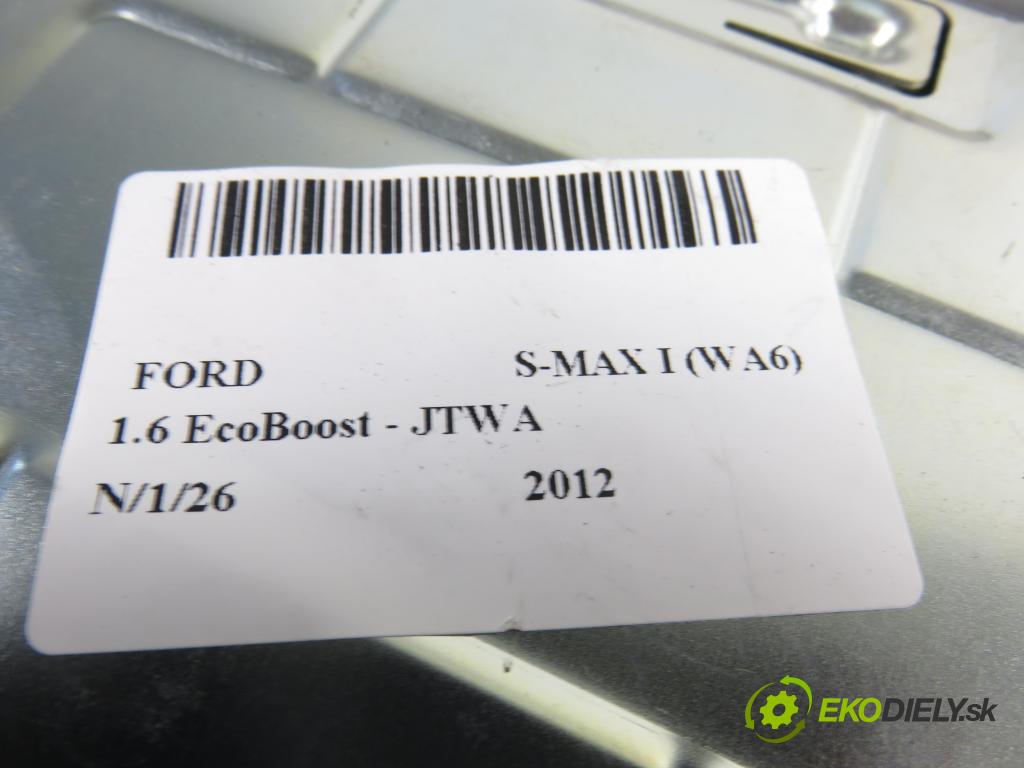 FORD S-MAX I (WA6)
1.6 EcoBoost - JTWA
N/1/26 2012
EKODIELY.sk